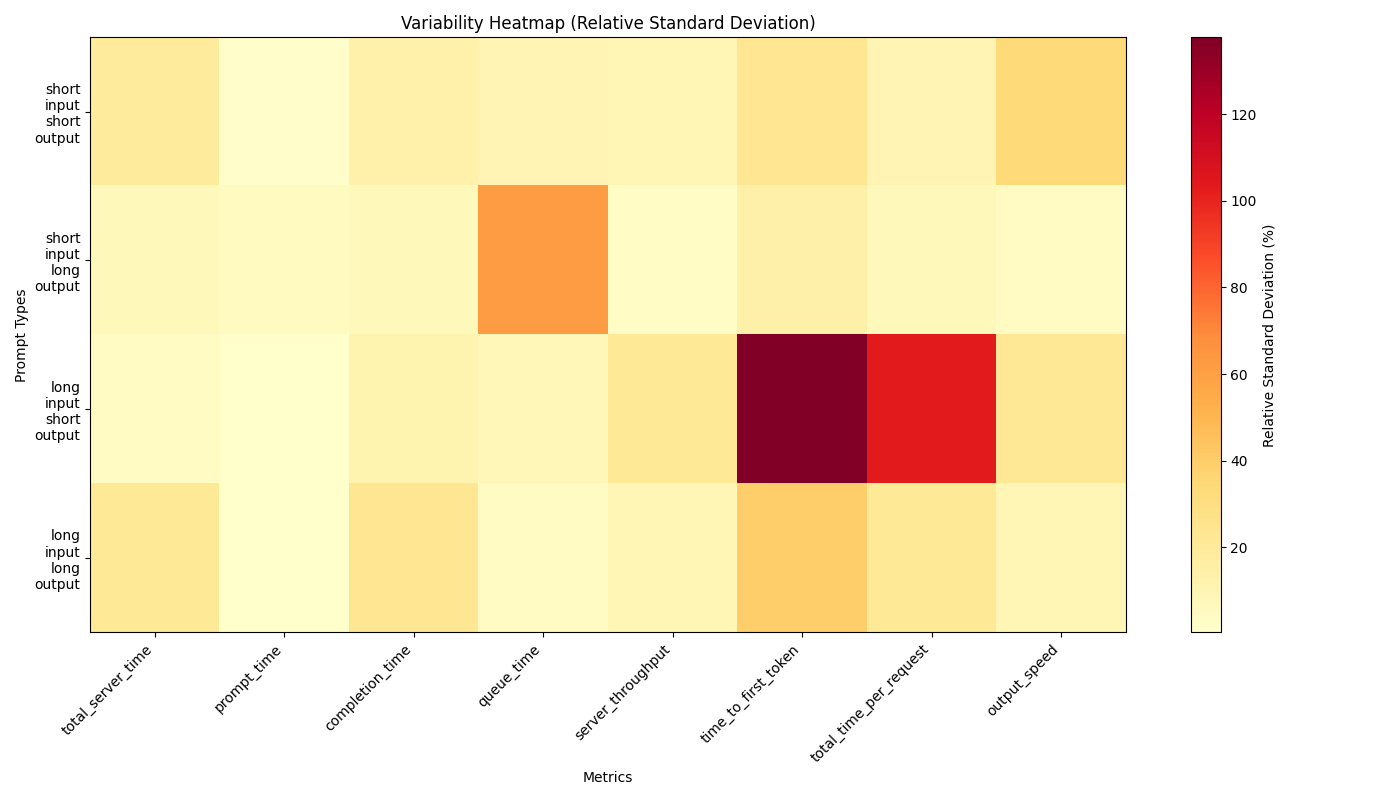 Variability Heatmap (Relative Standard Deviation)
short
input
short
output
short
input
long
output
long
input
short
output
long
input
long
output
Prompt Types
total_server_time
prompt_time
completion_time
queue_time
server_throughput
time_to_first_token
total_time_per_request
output_speed
Metrics
120
100
80
60
40
20
Relative Standard Deviation (%)